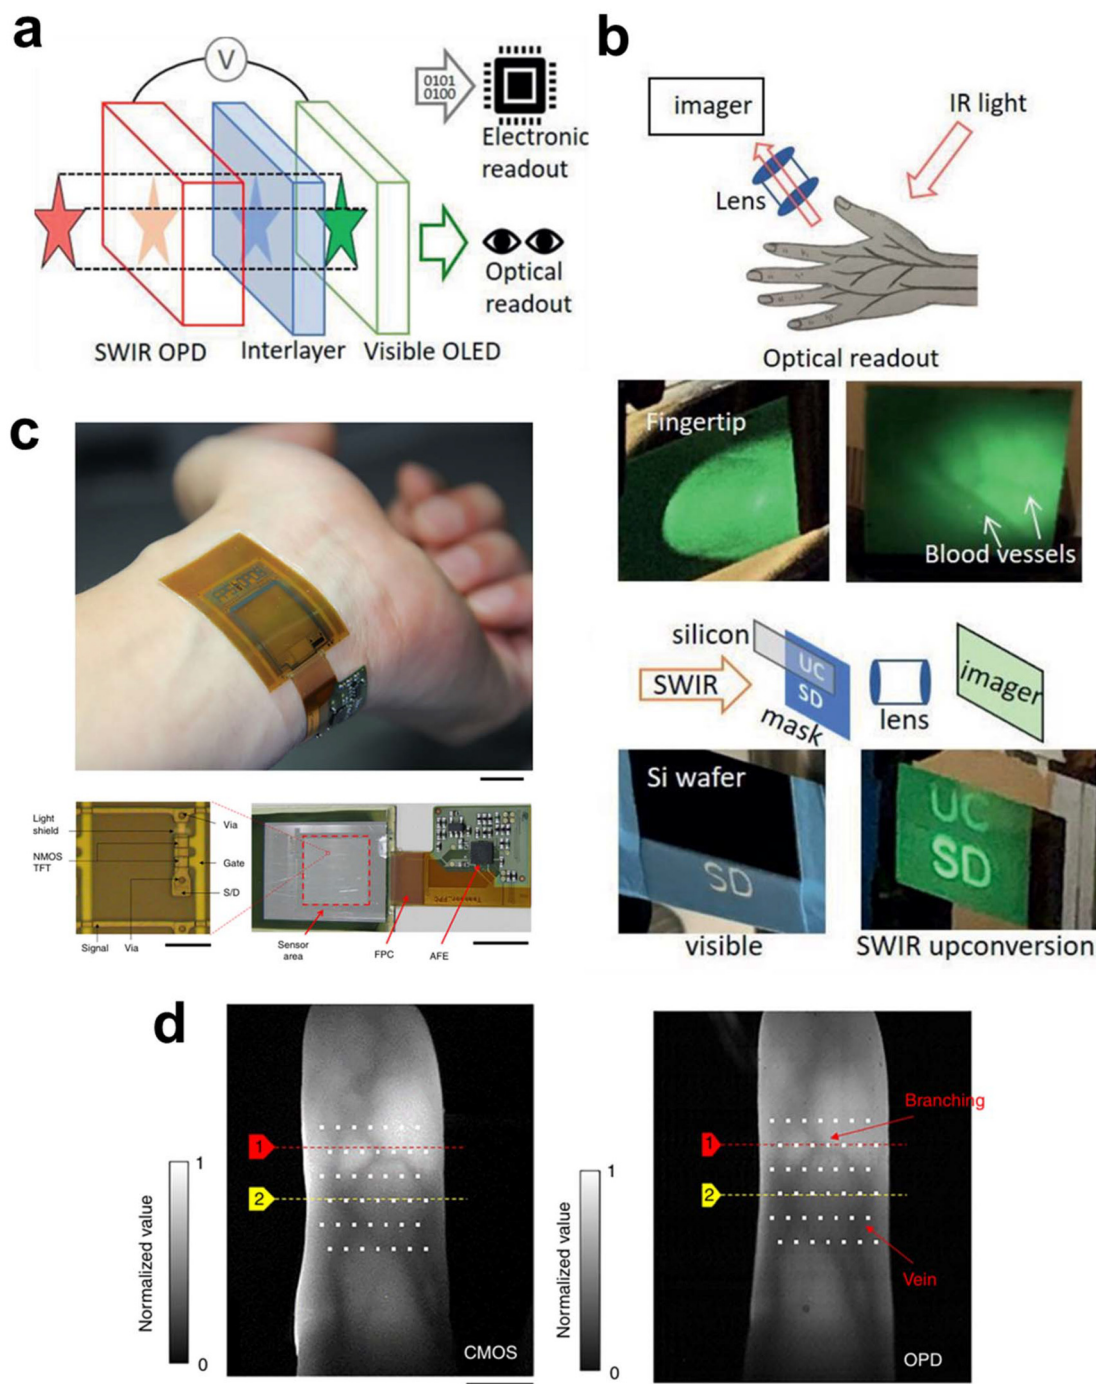 a
V
0101
0100
Electronic
readout
Optical
readout
SWIR OPD
Interlayer
Visible OLED
b
imager
IR light
Lens
Optical readout
Fingertip
Blood vessels
silicon
SWIR
UC
SD
mask
lens
imager
Si wafer
SD
UC
SD
visible
SWIR upconversion
c
Light
shield
NMOS
TFT
Via
Gate
S/D
Signal
Via
Sensor
area
FPC
AFE
d
1
2
1
0
Normalized value
CMOS
1
2
1
0
Normalized value
Branching
Vein
OPD